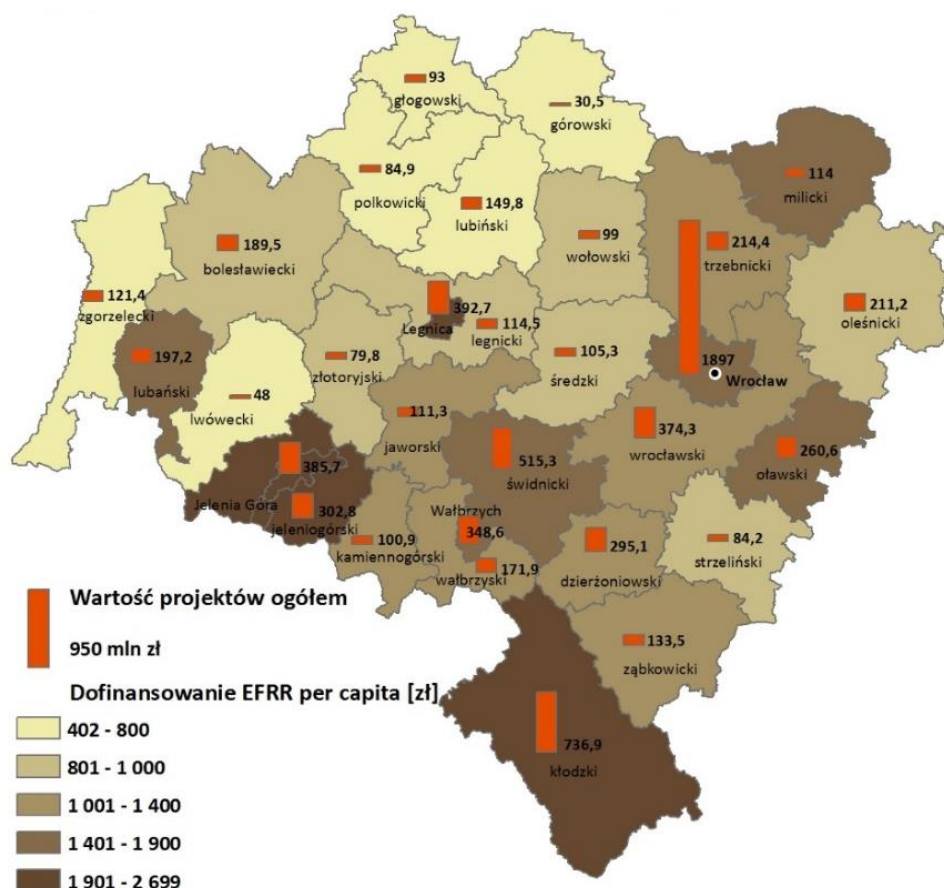 93
głogowski
30,5
górowski
84,9
polkowicki
149,8
lubiński
114
milicki
189,5
bolesławiecki
99
wołowski
214,4
trzebnicki
121,4
zgorzelecki
392,7
Legnica
114,5
legnicki
211,2
oleśnicki
197,2
lubański
79,8
złotoryjski
105,3
średzki
1897
Wrocław
48
lwówecki
111,3
jaworski
515,3
świdnicki
374,3
wrocławski
260,6
oławski
385,7
Jelenia Góra
302,8
jeleniogórski
100,9
kamiennogórski
Wałbrzych
348,6
171,9
wałbrzyski
295,1
dzierżoniowski
84,2
strzeliński
133,5
ząbkowicki
736,9
kłodzki
Wartość projektów ogółem
950 mln zł
Dofinansowanie EFRR per capita [zł]
402 - 800
801 - 1 000
1 001 - 1 400
1 401 - 1 900
1 901 - 2 699